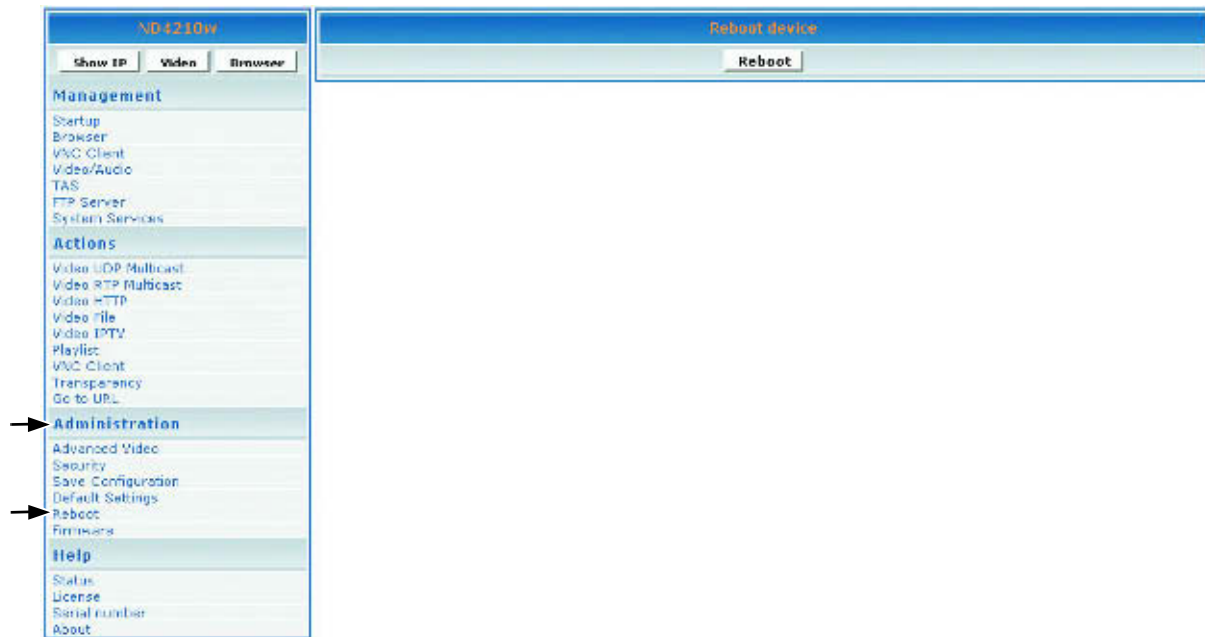 ND4210w
Show IP Video Browser
Management
Startup
Browser
VNC Client
Video/Audio
TAS
FTP Server
System Services
Actions
Video UDP Multicast
Video RTP Multicast
Video HTTP
Video File
Video IPTV
Playlist
VNC Client
Transparency
Go to URL
Administration
Advanced Video
Security
Save Configuration
Default Settings
Reboot
Firmware
Help
Status
License
Serial number
About
Reboot device
Reboot